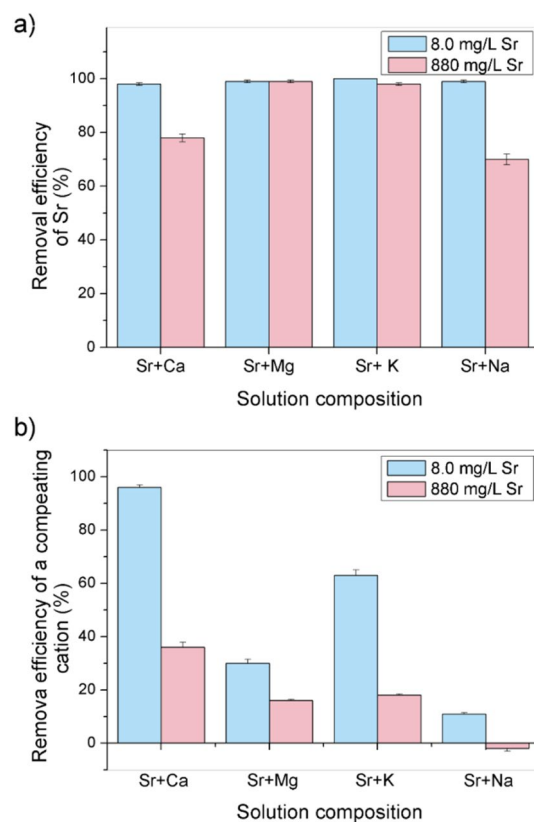 a)
8.0 mg/L Sr
880 mg/L Sr
Removal efficiency
of Sr (%)
100
80
60
40
20
0
Sr+Ca
Sr+Mg
Sr+ K
Sr+Na
Solution composition
b)
8.0 mg/L Sr
880 mg/L Sr
Remova efficiency of a compeating
cation (%)
100
80
60
40
20
0
Sr+Ca
Sr+Mg
Sr+K
Sr+Na
Solution composition